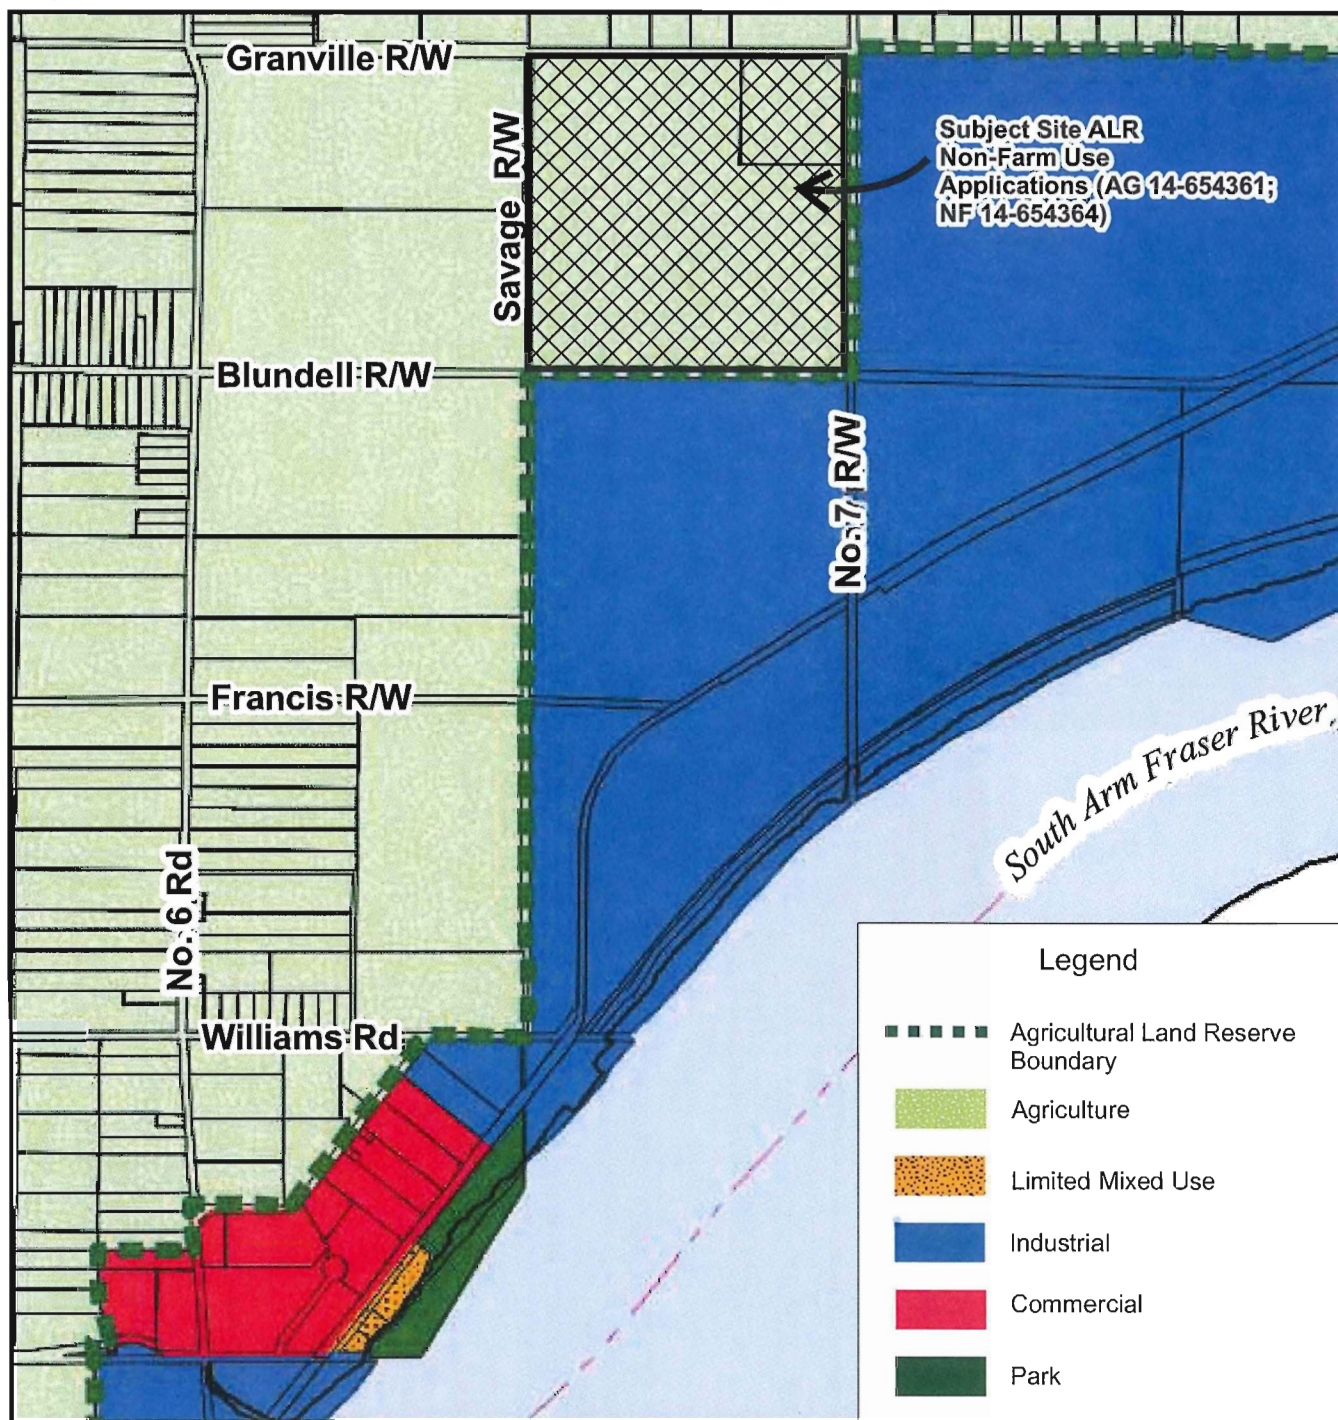 Granville R/W
Savage R/W
Subject Site ALR
Non-Farm Use
Applications (AG 14-654361;
NF 14-654364)
Blundell R/W
No. 7 R/W
Francis R/W
South Arm Fraser River
No. 6 Rd
Williams Rd
Legend
Agricultural Land Reserve
Boundary
Agriculture
Limited Mixed Use
Industrial
Commercial
Park